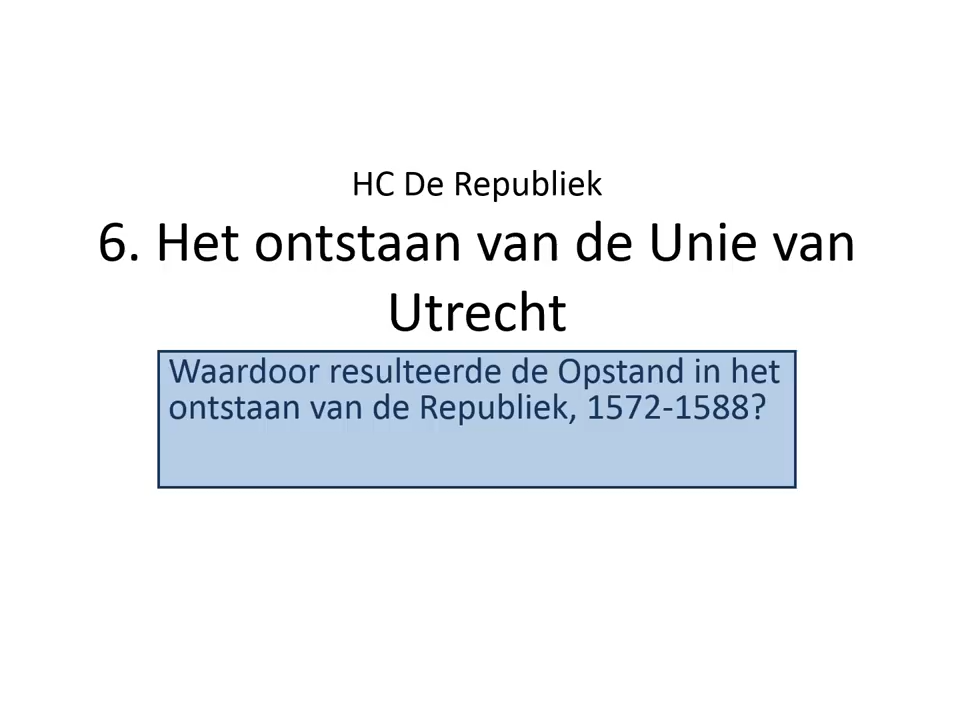 HC De Republiek
6. Het ontstaan van de Unie van
Utrecht
Waardoor resulteerde de Opstand in het
ontstaan van de Republiek, 1572-1588?